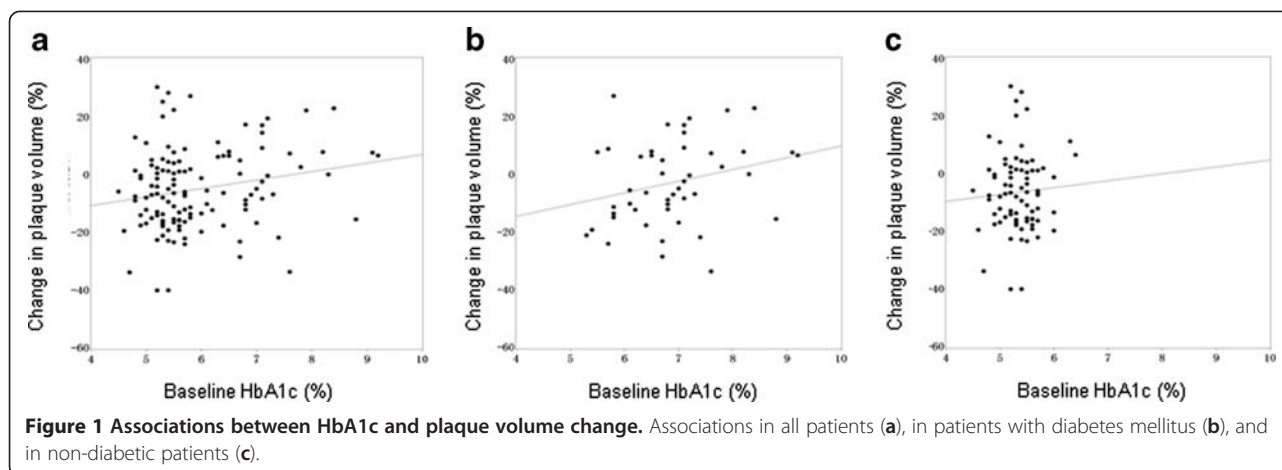 a
b
c
Change in plaque volume (%)
40
20
0
-20
-40
-60
4 5 6 7 8 9 10
Baseline HbA1c (%)
Change in plaque volume (%)
40
20
0
-20
-40
-60
4 5 6 7 8 9 10
Baseline HbA1c (%)
Change in plaque volume (%)
40
20
0
-20
-40
-60
4 5 6 7 8 9 10
Baseline HbA1c (%)
Figure 1 Associations between HbA1c and plaque volume change. Associations in all patients (a), in patients with diabetes mellitus (b), and
in non-diabetic patients (c).